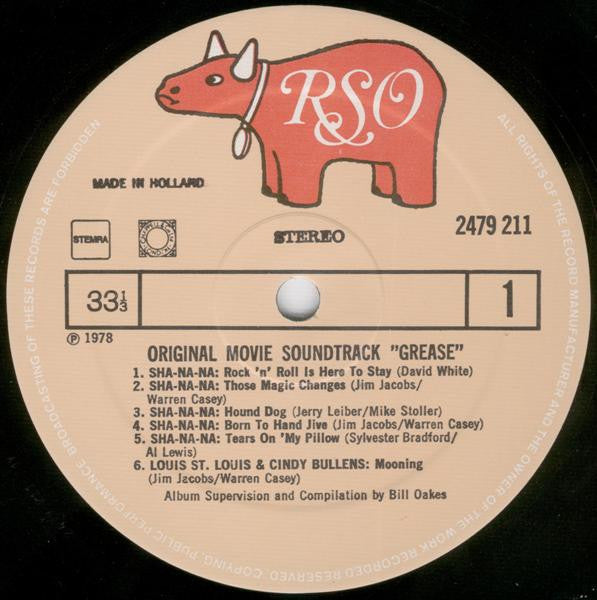 RSO
MADE IN HOLLAND
STEMRA
STEREO
2479 211
33 1/3
1
℗ 1978
ORIGINAL MOVIE SOUNDTRACK "GREASE"
1. SHA-NA-NA: Rock 'n' Roll Is Here To Stay (David White)
2. SHA-NA-NA: Those Magic Changes (Jim Jacobs/
Warren Casey)
3. SHA-NA-NA: Hound Dog (Jerry Leiber/Mike Stoller)
4. SHA-NA-NA: Born To Hand Jive (Jim Jacobs/Warren Casey)
5. SHA-NA-NA: Tears On 'My Pillow (Sylvester Bradford/
Al Lewis)
6. LOUIS ST. LOUIS & CINDY BULLENS: Mooning
(Jim Jacobs/Warren Casey)
Album Supervision and Compilation by Bill Oakes
ALL RIGHTS OF THE RECORD MANUFACTURER AND THE OWNER OF THE WORK RECORDED RESERVED. COPYING, PUBLIC PERFORMANCE BROADCASTING OF THESE RECORDS ARE FORBIDDEN